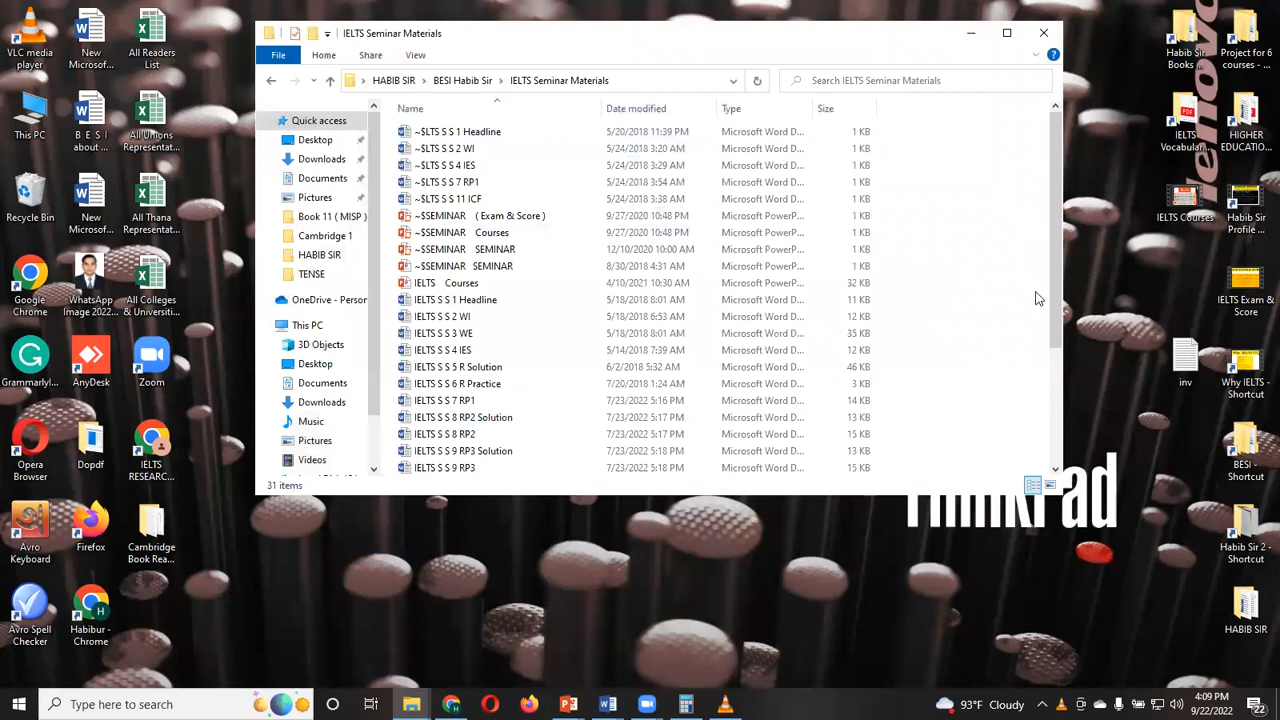 VLC media player
New
All Readers List
This PC
B E S I about ...
All Unions Thana...
Recycle Bin
New
All Thana
Google Chrome
WhatsApp Image 2022...
All Colleges & Universiti...
Grammarly...
AnyDesk
Zoom
Opera Browser
Dopdf
IELTS RESEARC...
Avro Keyboard
Firefox
Cambridge Book Rea...
Avro Spell Checker
Habibur - Chrome
IELTS Seminar Materials
File Home Share View
HABIB SIR > BESI Habib Sir > IELTS Seminar Materials
Search IELTS Seminar Materials
Quick access
Desktop
Downloads
Documents
Pictures
Book 11 ( MISP )
Cambridge 1
HABIB SIR
TENSE
OneDrive - Person
This PC
3D Objects
Desktop
Documents
Downloads
Music
Pictures
Videos
Name Date modified Type Size
~$LTS S S 1 Headline 5/20/2018 11:39 PM Microsoft Word D... 1 KB
~$LTS S S 2 WI 5/24/2018 3:20 AM Microsoft Word D... 1 KB
~$LTS S S 4 IES 5/24/2018 3:29 AM Microsoft Word D... 1 KB
~$LTS S S 7 RP1 5/24/2018 3:54 AM Microsoft Word D... 1 KB
~$LTS S S 11 ICF 5/24/2018 3:38 AM Microsoft Word D... 1 KB
~$SEMINAR ( Exam & Score ) 9/27/2020 10:48 PM Microsoft PowerP... 1 KB
~$SEMINAR Courses 9/27/2020 10:48 PM Microsoft PowerP... 1 KB
~$SEMINAR SEMINAR 12/10/2020 10:00 AM Microsoft PowerP... 1 KB
~$SEMINAR SEMINAR 8/30/2018 4:31 AM Microsoft PowerP... 1 KB
IELTS Courses 4/10/2021 10:30 AM Microsoft PowerP... 32 KB
IELTS S S 1 Headline 5/18/2018 8:01 AM Microsoft Word D... 11 KB
IELTS S S 2 WI 5/18/2018 6:53 AM Microsoft Word D... 12 KB
IELTS S S 3 WE 5/18/2018 8:01 AM Microsoft Word D... 35 KB
IELTS S S 4 IES 5/14/2018 7:39 AM Microsoft Word D... 12 KB
IELTS S S 5 R Solution 6/2/2018 5:32 AM Microsoft Word D... 46 KB
IELTS S S 6 R Practice 7/20/2018 1:24 AM Microsoft Word D... 3 KB
IELTS S S 7 RP1 7/23/2022 5:16 PM Microsoft Word D... 14 KB
IELTS S S 8 RP2 Solution 7/23/2022 5:17 PM Microsoft Word D... 13 KB
IELTS S S 8 RP2 7/23/2022 5:17 PM Microsoft Word D... 15 KB
IELTS S S 9 RP3 Solution 7/23/2022 5:18 PM Microsoft Word D... 13 KB
IELTS S S 9 RP3 7/23/2022 5:18 PM Microsoft Word D... 15 KB
31 items
lenovo
ThinkPad
Habib Sir - Shortcut
Project for 6 courses -
IELTS Vocabular...
HIGHER EDUCATIO...
IELTS Courses
Habib Sir Profile ...
IELTS Exam & Score
inv
Why IELTS - Shortcut
BESI - Shortcut
Habib Sir 2 - Shortcut
HABIB SIR
Type here to search
93°F Cloudy
4:09 PM
9/22/2022
22